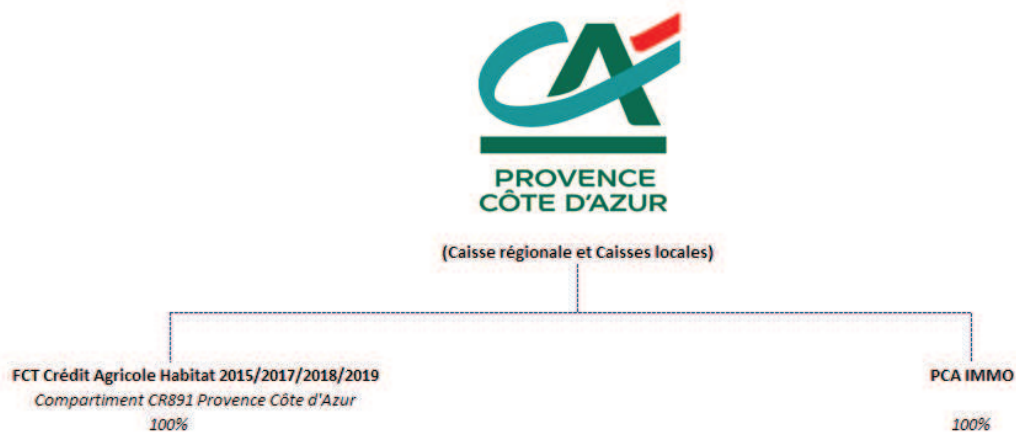 CA
PROVENCE
CÔTE D'AZUR
(Caisse régionale et Caisses locales)
FCT Crédit Agricole Habitat 2015/2017/2018/2019
Compartiment CR891 Provence Côte d'Azur
100%
PCA IMMO
100%